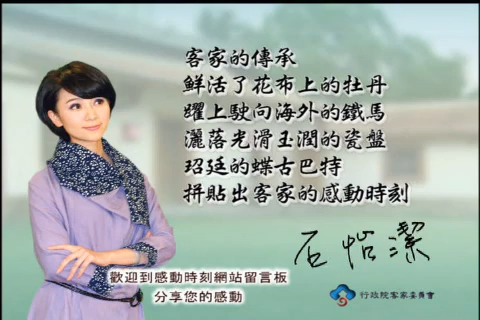 客家的傳承
鮮活了花布上的牡丹
躍上駛向海外的鐵馬
灑落光滑玉潤的瓷盤
玿廷的蝶古巴特
拼貼出客家的感動時刻
石怡潔
歡迎到感動時刻網站留言板
分享您的感動
行政院客家委員會